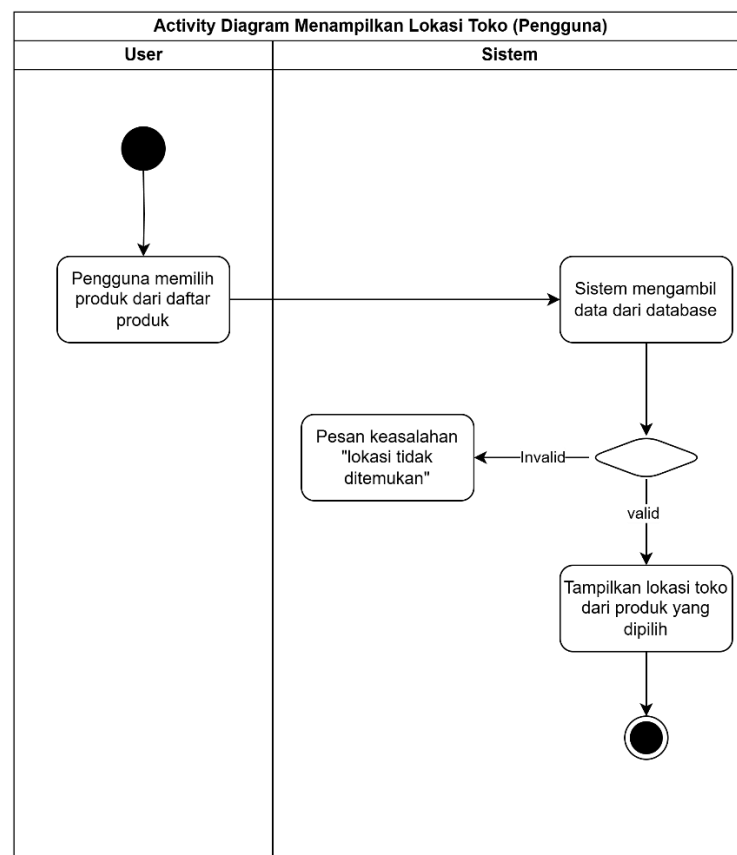 Activity Diagram Menampilkan Lokasi Toko (Pengguna)
User
Sistem
Pengguna memilih
produk dari daftar
produk
Sistem mengambil
data dari database
Pesan keasalahan
"lokasi tidak
ditemukan"
Invalid
valid
Tampilkan lokasi toko
dari produk yang
dipilih